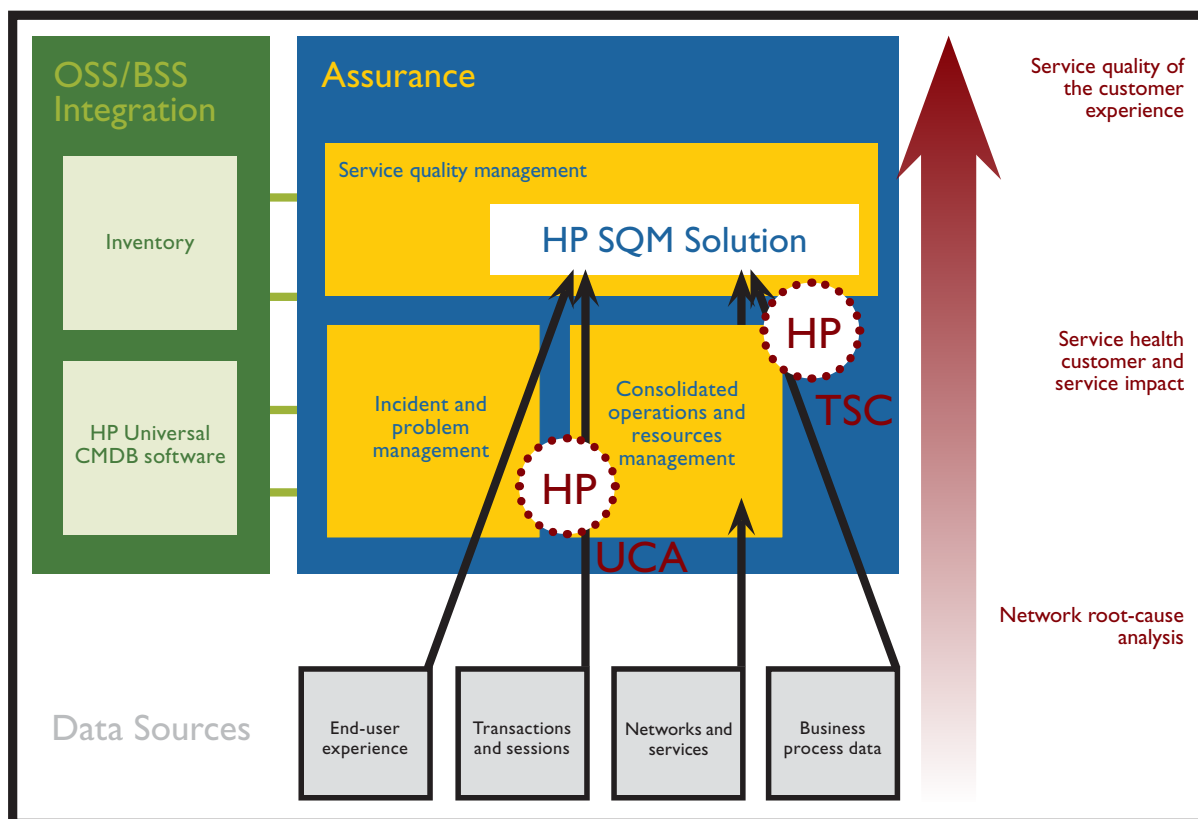 OSS/BSS
Integration
Inventory
HP Universal
CMDB software
Assurance
Service quality management
HP SQM Solution
Incident and
problem
management
Consolidated
operations and
resources
management
HP
UCA
HP
TSC
Service quality of
the customer
experience
Service health
customer and
service impact
Network root-cause
analysis
Data Sources
End-user
experience
Transactions
and sessions
Networks and
services
Business
process data